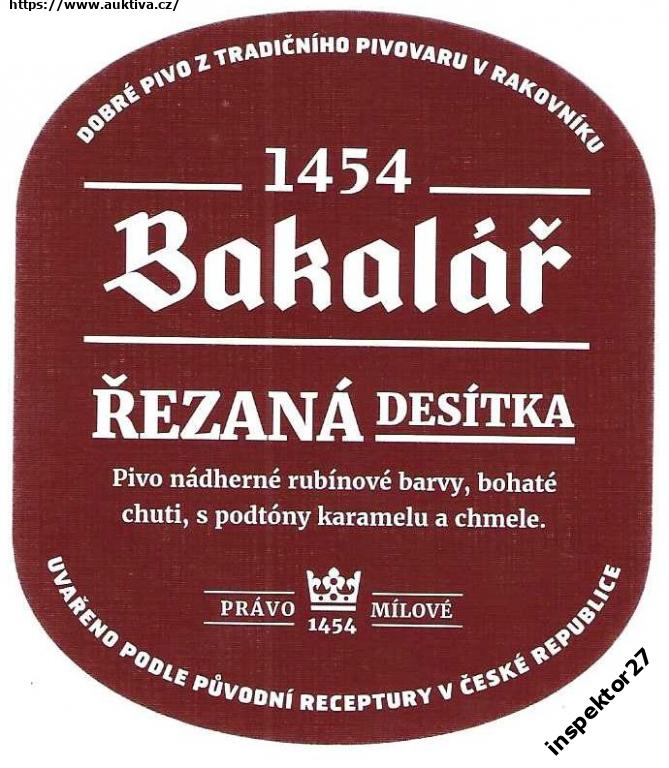 https://www.auktiva.cz/
DOBRÉ PIVO Z TRADIČNÍHO PIVOVARU V RAKOVNÍKU
1454
Bakalář
ŘEZANÁ DESÍTKA
Pivo nádherné rubínové barvy, bohaté
chuti, s podtóny karamelu a chmele.
PRÁVO MÍLOVÉ
1454
UVAŘENO PODLE PŮVODNÍ RECEPTURY V ČESKÉ REPUBLICE
inspektor27